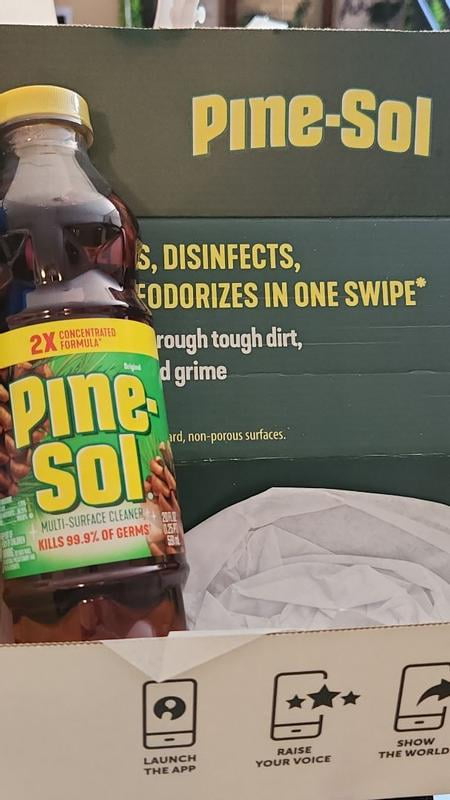 Pine-Sol
S, DISINFECTS,
EODORIZES IN ONE SWIPE*
rough tough dirt,
d grime
ard, non-porous surfaces.
2X CONCENTRATED
FORMULA*
Original
Pine-
Sol®
MULTI-SURFACE CLEANER
KILLS 99.9% OF GERMS
LAUNCH
THE APP
RAISE
YOUR VOICE
SHOW
THE WORLD